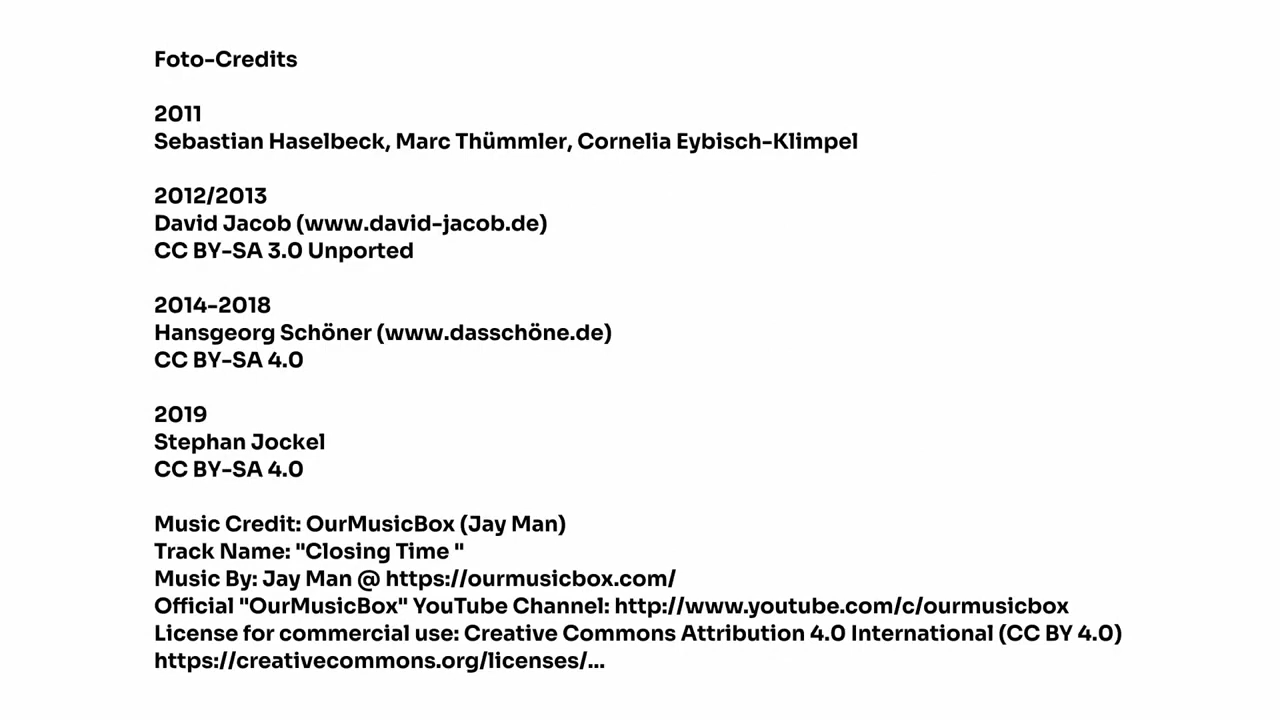 Foto-Credits
2011
Sebastian Haselbeck, Marc Thümmler, Cornelia Eybisch-Klimpel
2012/2013
David Jacob (www.david-jacob.de)
CC BY-SA 3.0 Unported
2014-2018
Hansgeorg Schöner (www.dasschöne.de)
CC BY-SA 4.0
2019
Stephan Jockel
CC BY-SA 4.0
Music Credit: OurMusicBox (Jay Man)
Track Name: "Closing Time "
Music By: Jay Man @ https://ourmusicbox.com/
Official "OurMusicBox" YouTube Channel: http://www.youtube.com/c/ourmusicbox
License for commercial use: Creative Commons Attribution 4.0 International (CC BY 4.0)
https://creativecommons.org/licenses/...